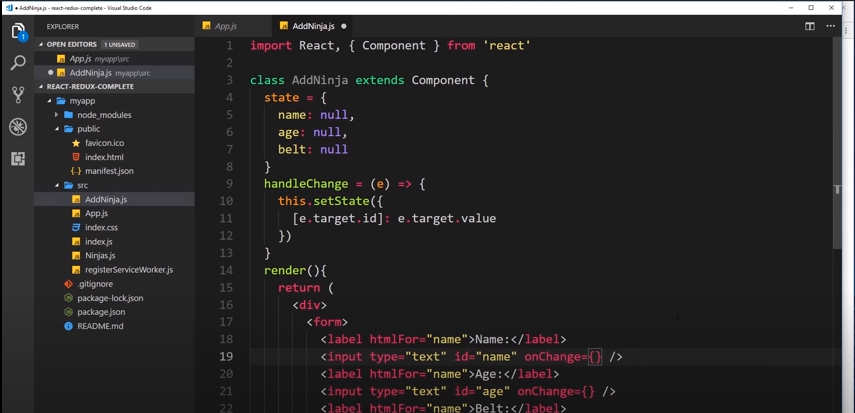 AddNinja.js - react-redux-complete - Visual Studio Code
EXPLORER
OPEN EDITORS 1 UNSAVED
App.js myapp\src
AddNinja.js myapp\src
REACT-REDUX-COMPLETE
myapp
node_modules
public
favicon.ico
index.html
manifest.json
src
AddNinja.js
App.js
index.css
index.js
Ninjas.js
registerServiceWorker.js
.gitignore
package-lock.json
package.json
README.md
1
App.js AddNinja.js
1 import React, { Component } from 'react'
2
3 class AddNinja extends Component {
4 state = {
5 name: null,
6 age: null,
7 belt: null
8 }
9 handleChange = (e) => {
10 this.setState({
11 [e.target.id]: e.target.value
12 })
13 }
14 render(){
15 return (
16 <div>
17 <form>
18 <label htmlFor="name">Name:</label>
19 <input type="text" id="name" onChange={} />
20 <label htmlFor="name">Age:</label>
21 <input type="text" id="age" onChange={} />
22 <label htmlFor="name">Belt:</label>